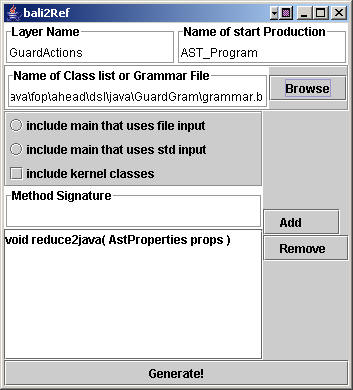 bali2Ref
Layer Name
Name of start Production
GuardActions
AST_Program
Name of Class list or Grammar File
ava\fop\ahead\dsl\java\GuardGram\grammar.b
Browse
include main that uses file input
include main that uses std input
include kernel classes
Method Signature
Add
void reduce2java( AstProperties props )
Remove
Generate!